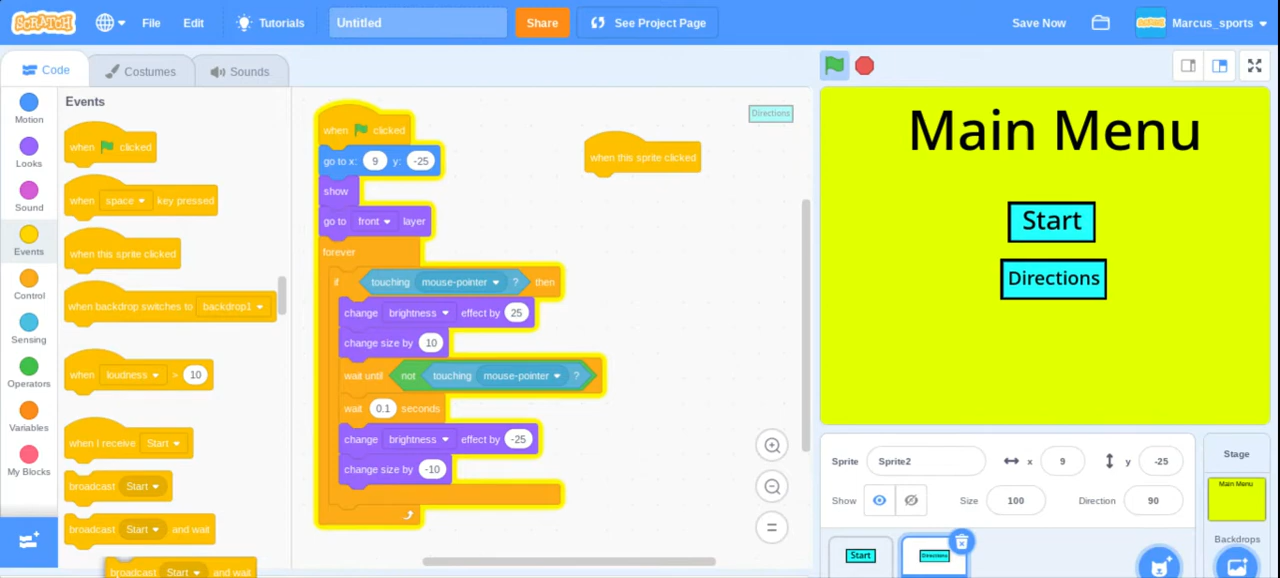 SCRATCH File Edit Tutorials Untitled Share See Project Page Save Now Marcus_sports
Code Costumes Sounds
Motion
Looks
Sound
Events
Control
Sensing
Operators
Variables
My Blocks
Events
when clicked
when space key pressed
when this sprite clicked
when backdrop switches to backdrop1
when loudness > 10
when I receive Start
broadcast Start
broadcast Start and wait
broadcast Start and wait
when clicked
go to x: 9 y: -25
show
go to front layer
forever
if touching mouse-pointer ? then
change brightness effect by 25
change size by 10
wait until not touching mouse-pointer ?
wait 0.1 seconds
change brightness effect by -25
change size by -10
when this sprite clicked
Directions
Main Menu
Start
Directions
Sprite Sprite2 x 9 y -25
Show Size 100 Direction 90
Start
Directions
Stage
Main Menu
Backdrops